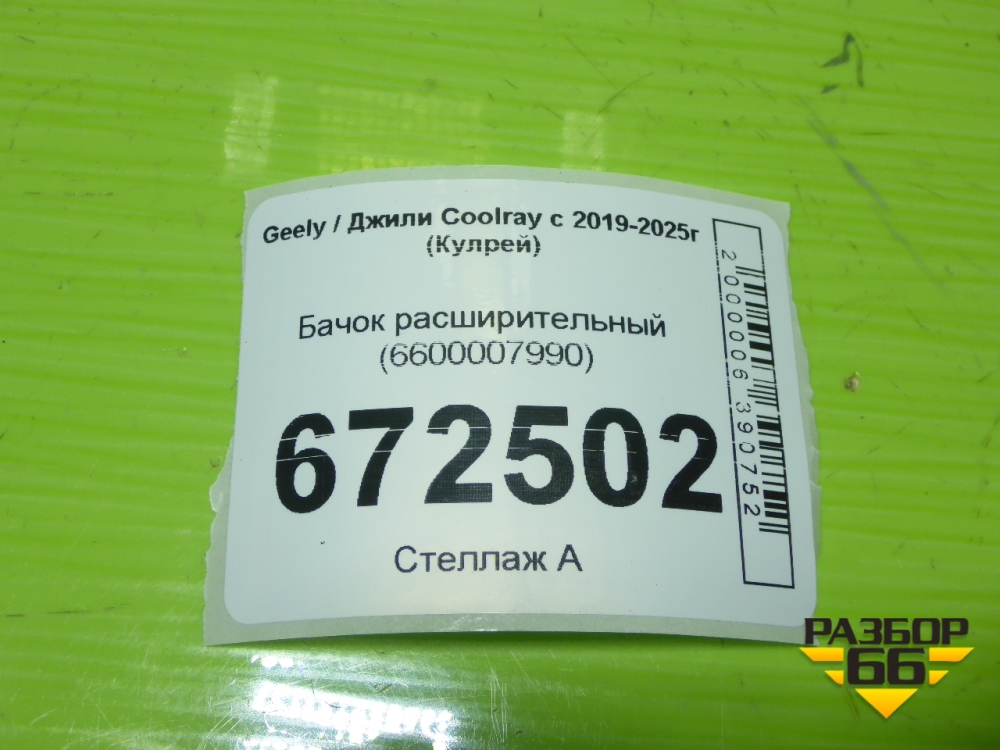 Geely / Джили Coolray с 2019-2025г
(Кулрей)
Бачок расширительный
(6600007990)
672502
Стеллаж А
2000006390752
РАЗБОР
66